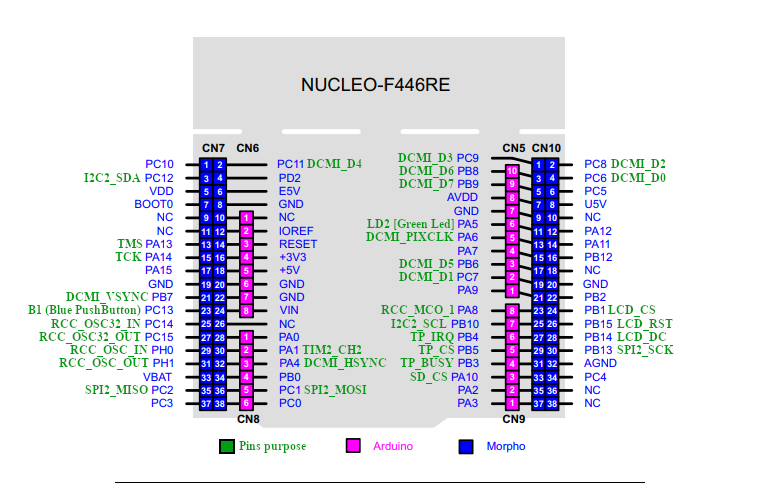 NUCLEO-F446RE
CN7 CN6 CN5 CN10
PC10 1 2 PC11 DCMI_D4
I2C2_SDA PC12 3 4 PD2
VDD 5 6 E5V
BOOT0 7 8 GND
NC 9 10 1 NC
NC 11 12 2 IOREF
TMS PA13 13 14 3 RESET
TCK PA14 15 16 4 +3V3
PA15 17 18 5 +5V
GND 19 20 6 GND
DCMI_VSYNC PB7 21 22 7 GND
B1 (Blue PushButton) PC13 23 24 8 VIN
RCC_OSC32_IN PC14 25 26 NC
RCC_OSC32_OUT PC15 27 28 1 PA0
RCC_OSC_IN PH0 29 30 2 PA1 TIM2_CH2
RCC_OSC_OUT PH1 31 32 3 PA4 DCMI_HSYNC
VBAT 33 34 4 PB0
SPI2_MISO PC2 35 36 5 PC1 SPI2_MOSI
PC3 37 38 6 PC0
CN8
DCMI_D3 PC9 1 2 PC8 DCMI_D2
DCMI_D6 PB8 10 3 4 PC6 DCMI_D0
DCMI_D7 PB9 9 5 6 PC5
AVDD 8 7 8 U5V
GND 7 9 10 NC
LD2 [Green Led] PA5 6 11 12 PA12
DCMI_PIXCLK PA6 5 13 14 PA11
PA7 4 15 16 PB12
DCMI_D5 PB6 3 17 18 NC
DCMI_D1 PC7 2 19 20 GND
PA9 1 21 22 PB2
RCC_MCO_1 PA8 8 23 24 PB1 LCD_CS
I2C2_SCL PB10 7 25 26 PB15 LCD_RST
TP_IRQ PB4 6 27 28 PB14 LCD_DC
TP_CS PB5 5 29 30 PB13 SPI2_SCK
TP_BUSY PB3 4 31 32 AGND
SD_CS PA10 3 33 34 PC4
PA2 2 35 36 NC
PA3 1 37 38 NC
CN9
Pins purpose Arduino Morpho